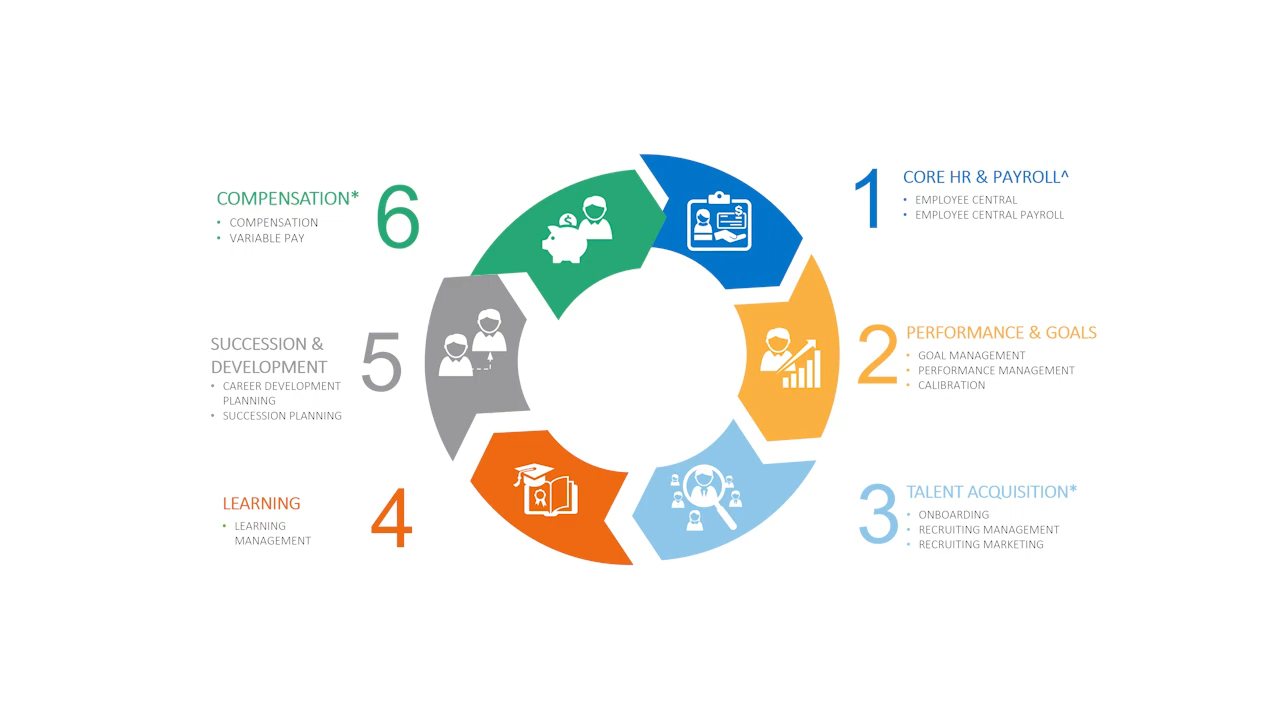 1
CORE HR & PAYROLL^
• EMPLOYEE CENTRAL
• EMPLOYEE CENTRAL PAYROLL
2
PERFORMANCE & GOALS
• GOAL MANAGEMENT
• PERFORMANCE MANAGEMENT
• CALIBRATION
3
TALENT ACQUISITION*
• ONBOARDING
• RECRUITING MANAGEMENT
• RECRUITING MARKETING
4
LEARNING
• LEARNING
MANAGEMENT
5
SUCCESSION &
DEVELOPMENT
• CAREER DEVELOPMENT
PLANNING
• SUCCESSION PLANNING
6
COMPENSATION*
• COMPENSATION
• VARIABLE PAY
$
$